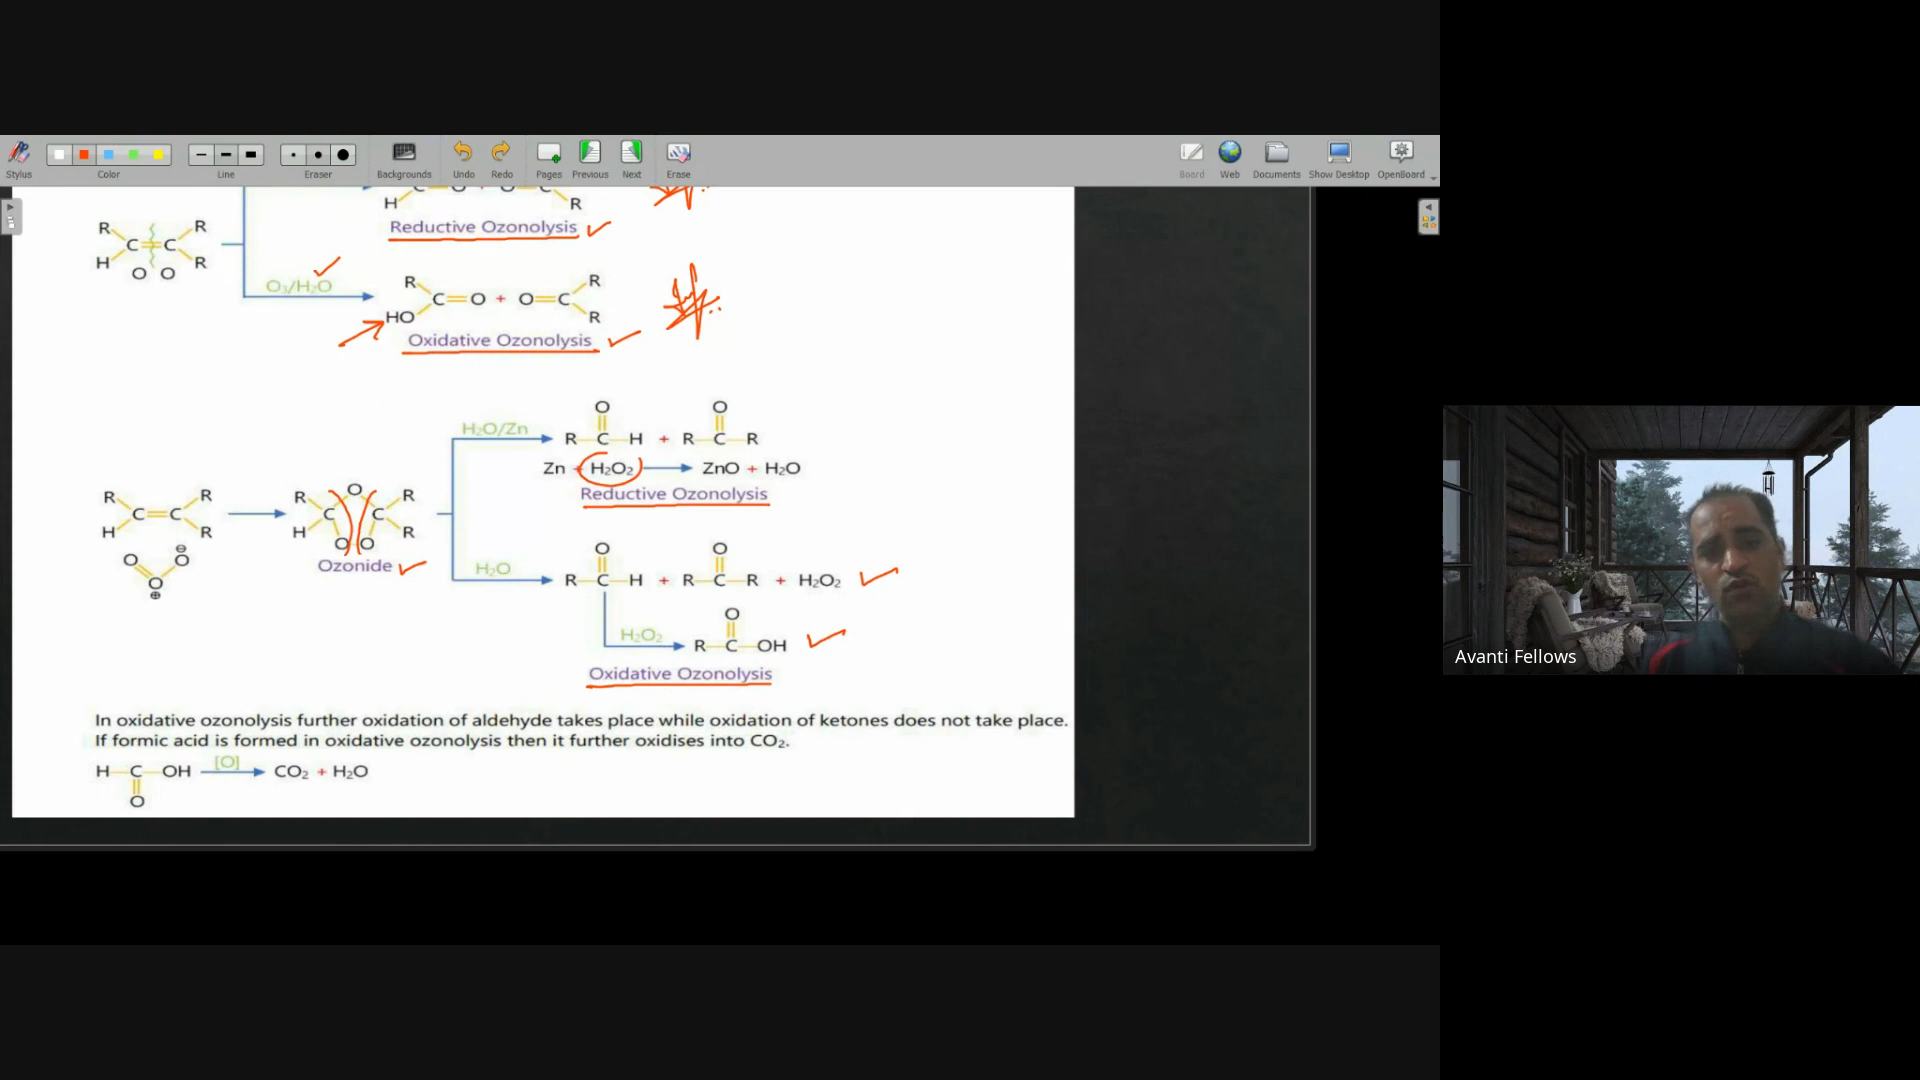 Stylus
Color
Line
Eraser
Backgrounds
Undo
Redo
Pages
Previous
Next
Erase
Board
Web
Documents
Show Desktop
OpenBoard
H R
Reductive Ozonolysis
R R
C C
H R
O O
O₃/H₂O
R R
C O + O C
HO R
Oxidative Ozonolysis
O O
H₂O/Zn
R C H + R C R
Zn + H₂O₂ ZnO + H₂O
Reductive Ozonolysis
R R R O R
C C C C
H R H O O R
Ozonide
O O⊖
O
⊕
O O
H₂O
R C H + R C R + H₂O₂
O
H₂O₂
R C OH
Oxidative Ozonolysis
In oxidative ozonolysis further oxidation of aldehyde takes place while oxidation of ketones does not take place.
If formic acid is formed in oxidative ozonolysis then it further oxidises into CO₂.
H C OH [O] CO₂ + H₂O
O
Avanti Fellows